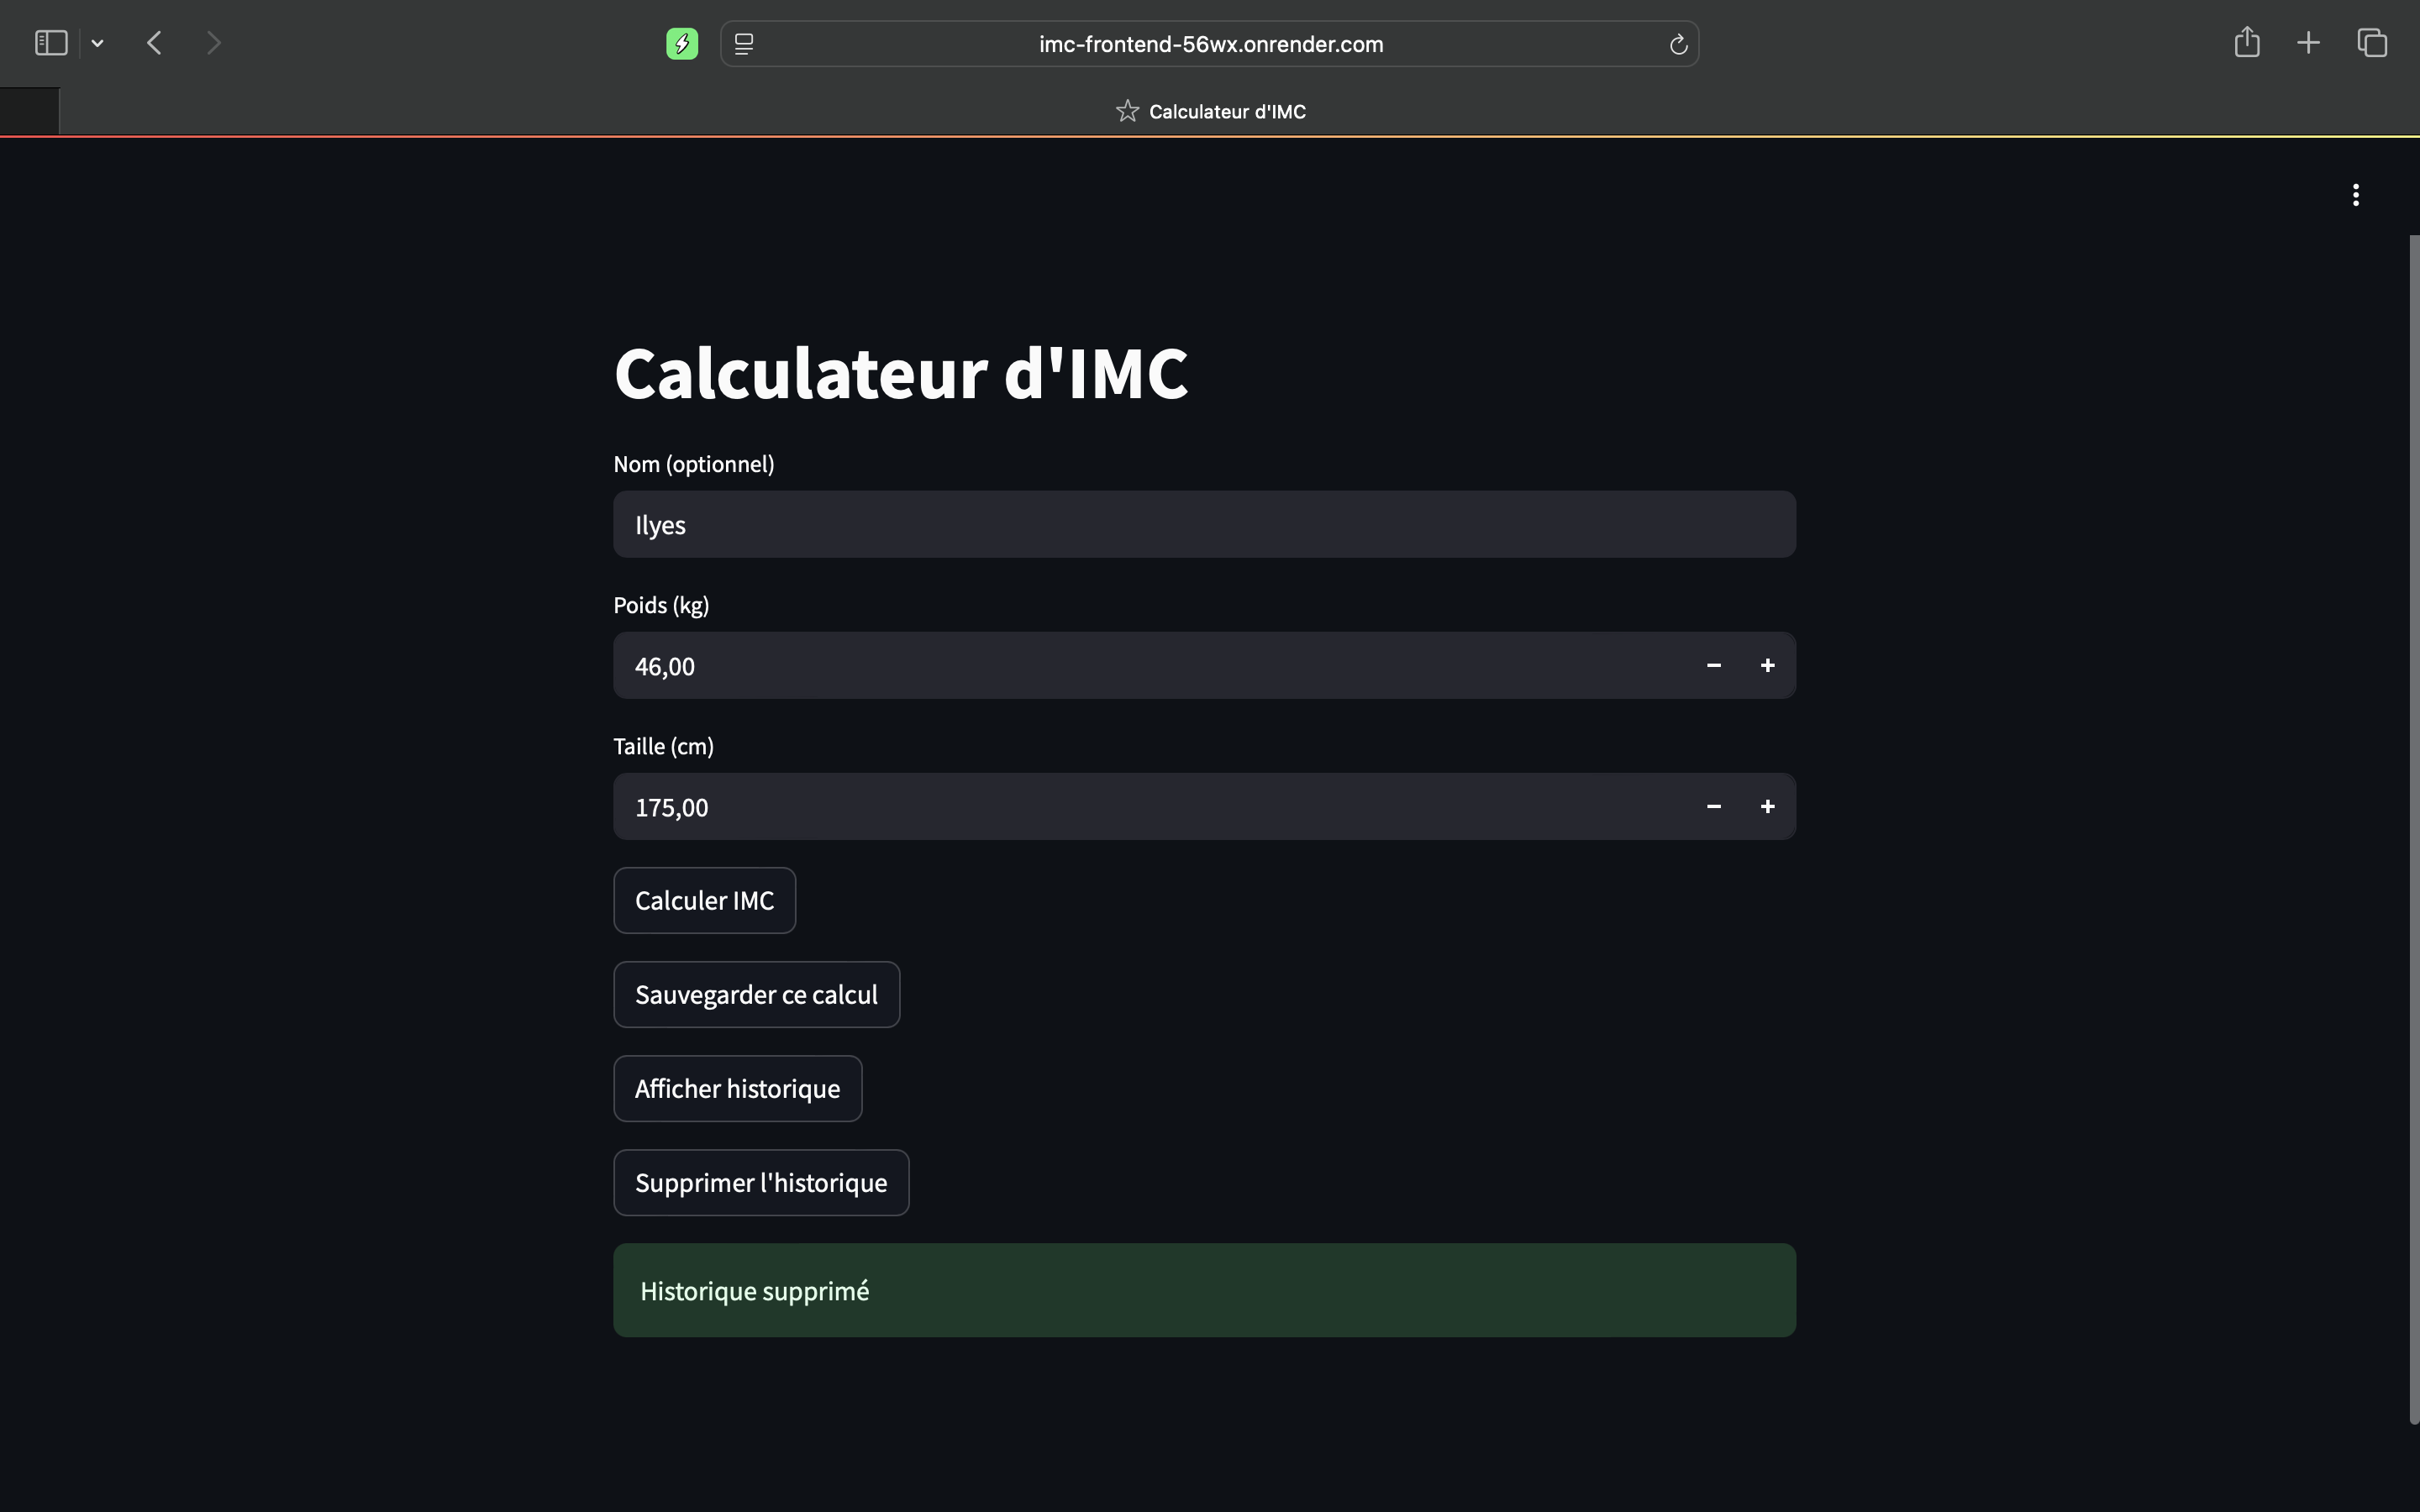 imc-frontend-56wx.onrender.com
Calculateur d'IMC
Calculateur d'IMC
Nom (optionnel)
Ilyes
Poids (kg)
46,00
Taille (cm)
175,00
Calculer IMC
Sauvegarder ce calcul
Afficher historique
Supprimer l'historique
Historique supprimé